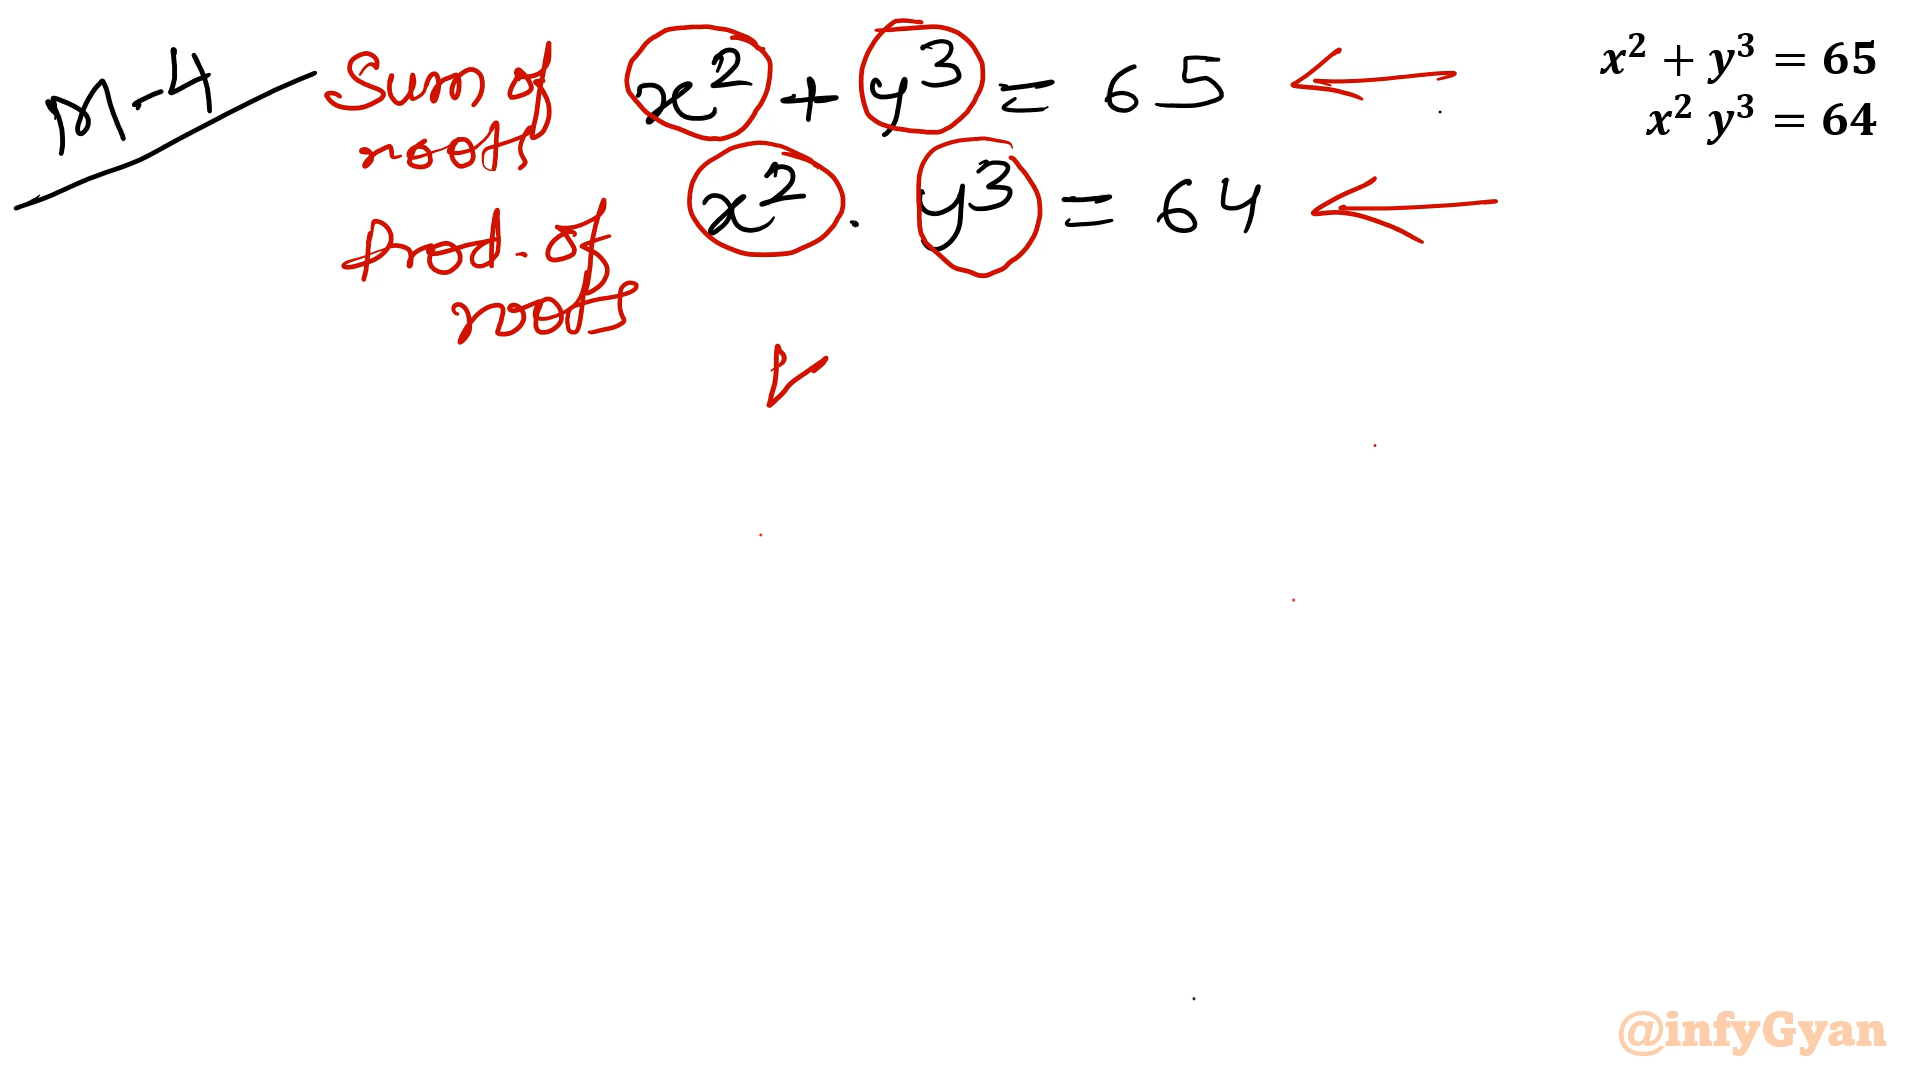 M-4
Sum of
roots
x² + y³ = 65
Prod. of
roots
x² . y³ = 64
x² + y³ = 65
x² y³ = 64
@infyGyan